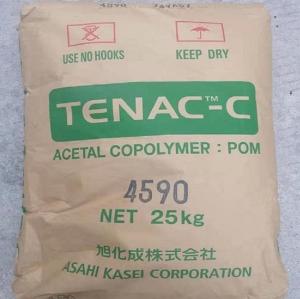 4590
USE NO HOOKS
KEEP DRY
TENAC™-C
ACETAL COPOLYMER : POM
4590
NET 25kg
旭化成株式会社
ASAHI KASEI CORPORATION